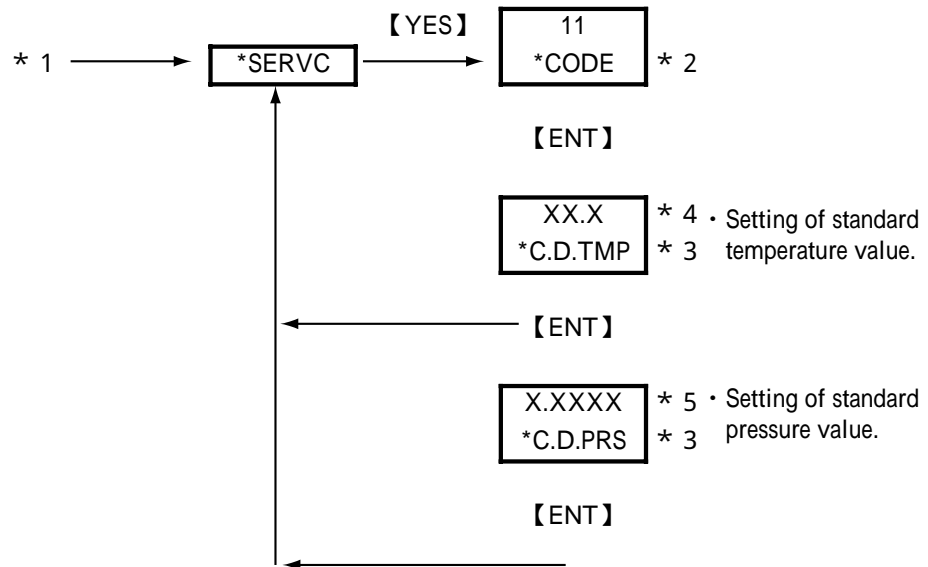 【YES】
* 1
*SERVC
11
*CODE
* 2
【ENT】
XX.X
* 4
・Setting of standard
*C.D.TMP
* 3
temperature value.
【ENT】
X.XXXX
* 5
・Setting of standard
*C.D.PRS
* 3
pressure value.
【ENT】